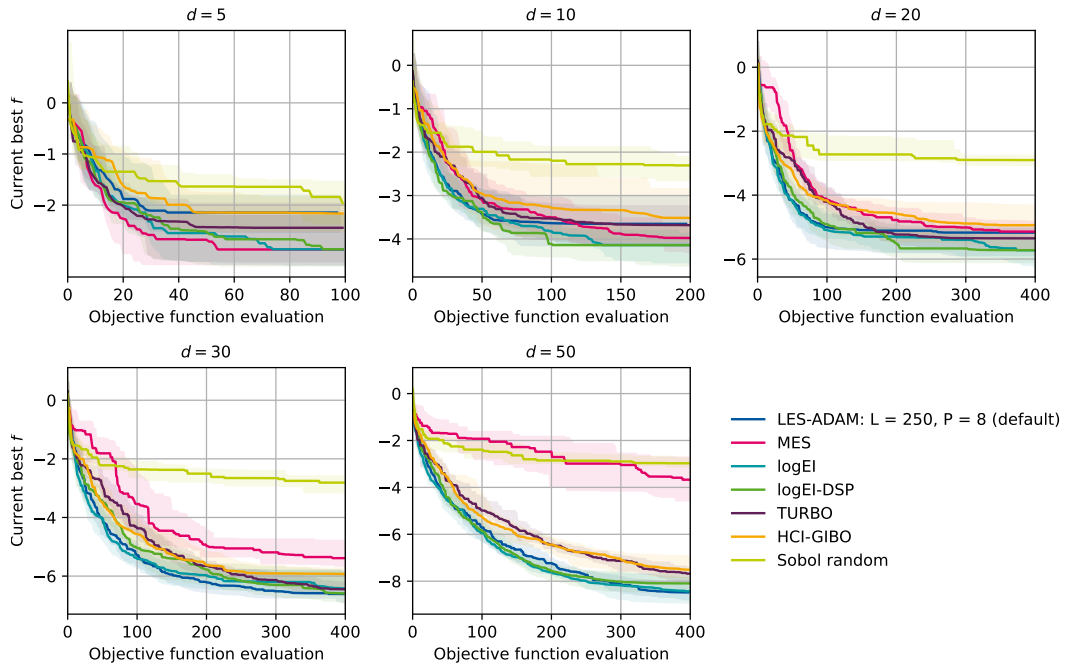 d = 5
d = 10
d = 20
Current best f
0
−1
−2
0 20 40 60 80 100
Objective function evaluation
0
−1
−2
−3
−4
0 50 100 150 200
Objective function evaluation
0
−2
−4
−6
0 100 200 300 400
Objective function evaluation
d = 30
d = 50
Current best f
0
−2
−4
−6
0 100 200 300 400
Objective function evaluation
0
−2
−4
−6
−8
0 100 200 300 400
Objective function evaluation
LES-ADAM: L = 250, P = 8 (default)
MES
logEI
logEI-DSP
TURBO
HCI-GIBO
Sobol random